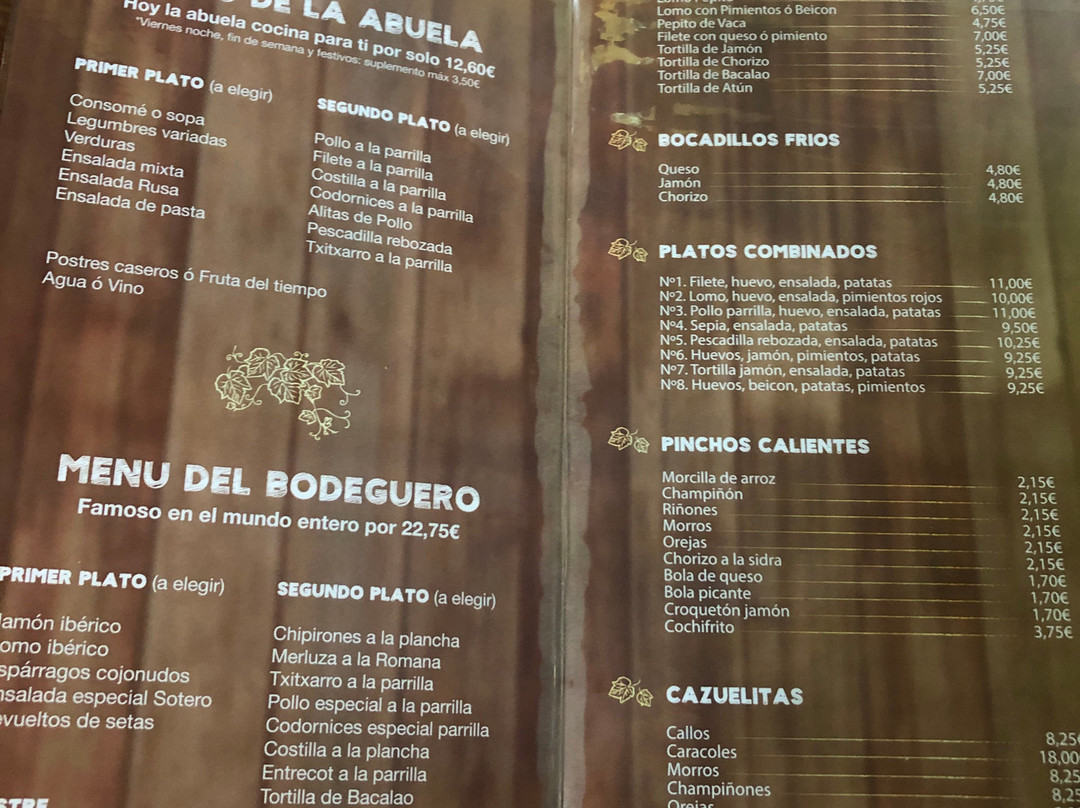 DE LA ABUELA
Hoy la abuela cocina para ti por solo 12,60€
*Viernes noche, fin de semana y festivos: suplemento máx 3,50€
PRIMER PLATO (a elegir)
Consomé o sopa
Legumbres variadas
Verduras
Ensalada mixta
Ensalada Rusa
Ensalada de pasta
SEGUNDO PLATO (a elegir)
Pollo a la parrilla
Filete a la parrilla
Costilla a la parrilla
Codornices a la parrilla
Alitas de Pollo
Pescadilla rebozada
Txitxarro a la parrilla
Postres caseros ó Fruta del tiempo
Agua ó Vino
MENU DEL BODEGUERO
Famoso en el mundo entero por 22,75€
PRIMER PLATO (a elegir)
Jamón ibérico
omo ibérico
spárragos cojonudos
nsalada especial Sotero
evueltos de setas
STRE
SEGUNDO PLATO (a elegir)
Chipirones a la plancha
Merluza a la Romana
Txitxarro a la parrilla
Pollo especial a la parrilla
Codornices especial parrilla
Costilla a la plancha
Entrecot a la parrilla
Tortilla de Bacalao
Lomo con Pimientos ó Beicon 6,50€
Pepito de Vaca 4,75€
Filete con queso ó pimiento 7,00€
Tortilla de Jamón 5,25€
Tortilla de Chorizo 5,25€
Tortilla de Bacalao 7,00€
Tortilla de Atún 5,25€
BOCADILLOS FRIOS
Queso 4,80€
Jamón 4,80€
Chorizo 4,80€
PLATOS COMBINADOS
Nº1. Filete, huevo, ensalada, patatas 11,00€
Nº2. Lomo, huevo, ensalada, pimientos rojos 10,00€
Nº3. Pollo parrilla, huevo, ensalada, patatas 11,00€
Nº4. Sepia, ensalada, patatas 9,50€
Nº5. Pescadilla rebozada, ensalada, patatas 10,25€
Nº6. Huevos, jamón, pimientos, patatas 9,25€
Nº7. Tortilla jamón, ensalada, patatas 9,25€
Nº8. Huevos, beicon, patatas, pimientos 9,25€
PINCHOS CALIENTES
Morcilla de arroz 2,15€
Champiñón 2,15€
Riñones 2,15€
Morros 2,15€
Orejas 2,15€
Chorizo a la sidra 2,15€
Bola de queso 1,70€
Bola picante 1,70€
Croquetón jamón 1,70€
Cochifrito 3,75€
CAZUELITAS
Callos 8,25€
Caracoles 18,00
Morros 8,25
Champiñones 8,25
Orejas